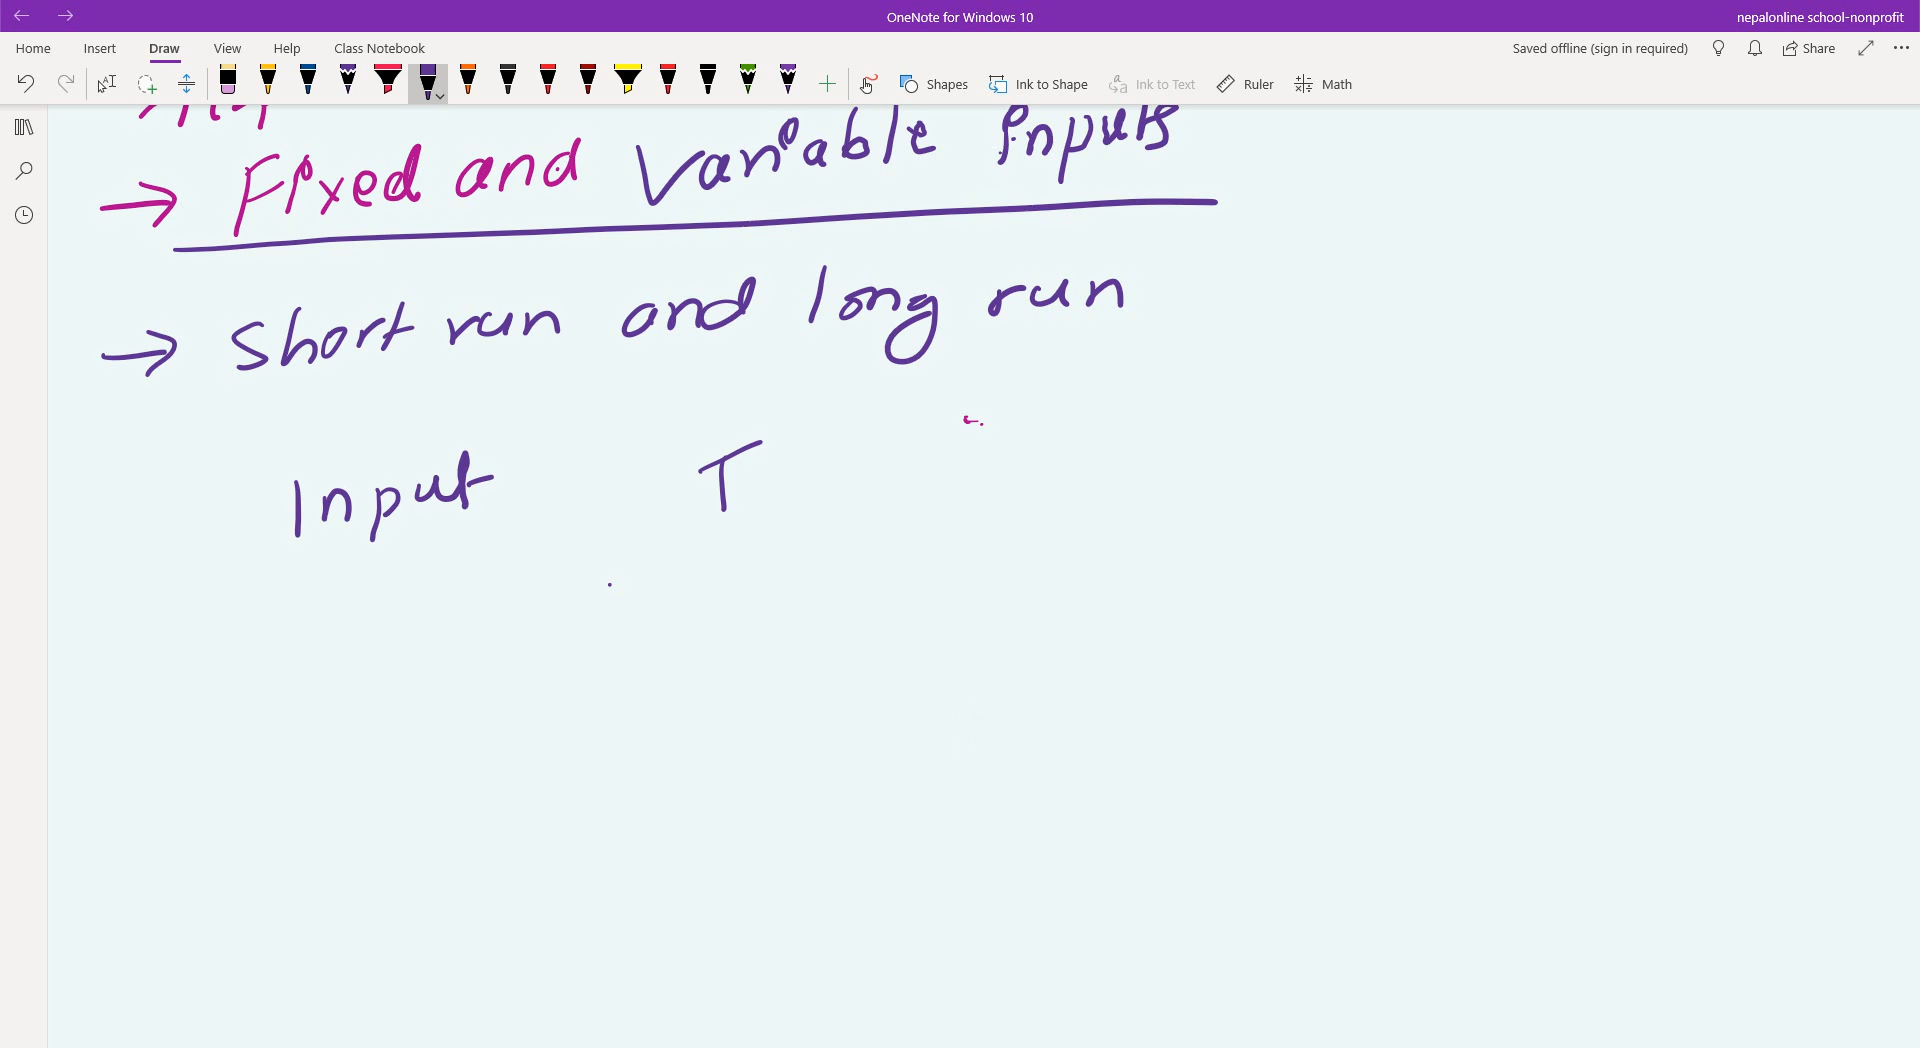 OneNote for Windows 10
nepalonline school-nonprofit
Home Insert Draw View Help Class Notebook
Saved offline (sign in required) Share
Shapes Ink to Shape Ink to Text Ruler Math
→ Fixed and Variable Inputs
→ Short run and long run
Input T